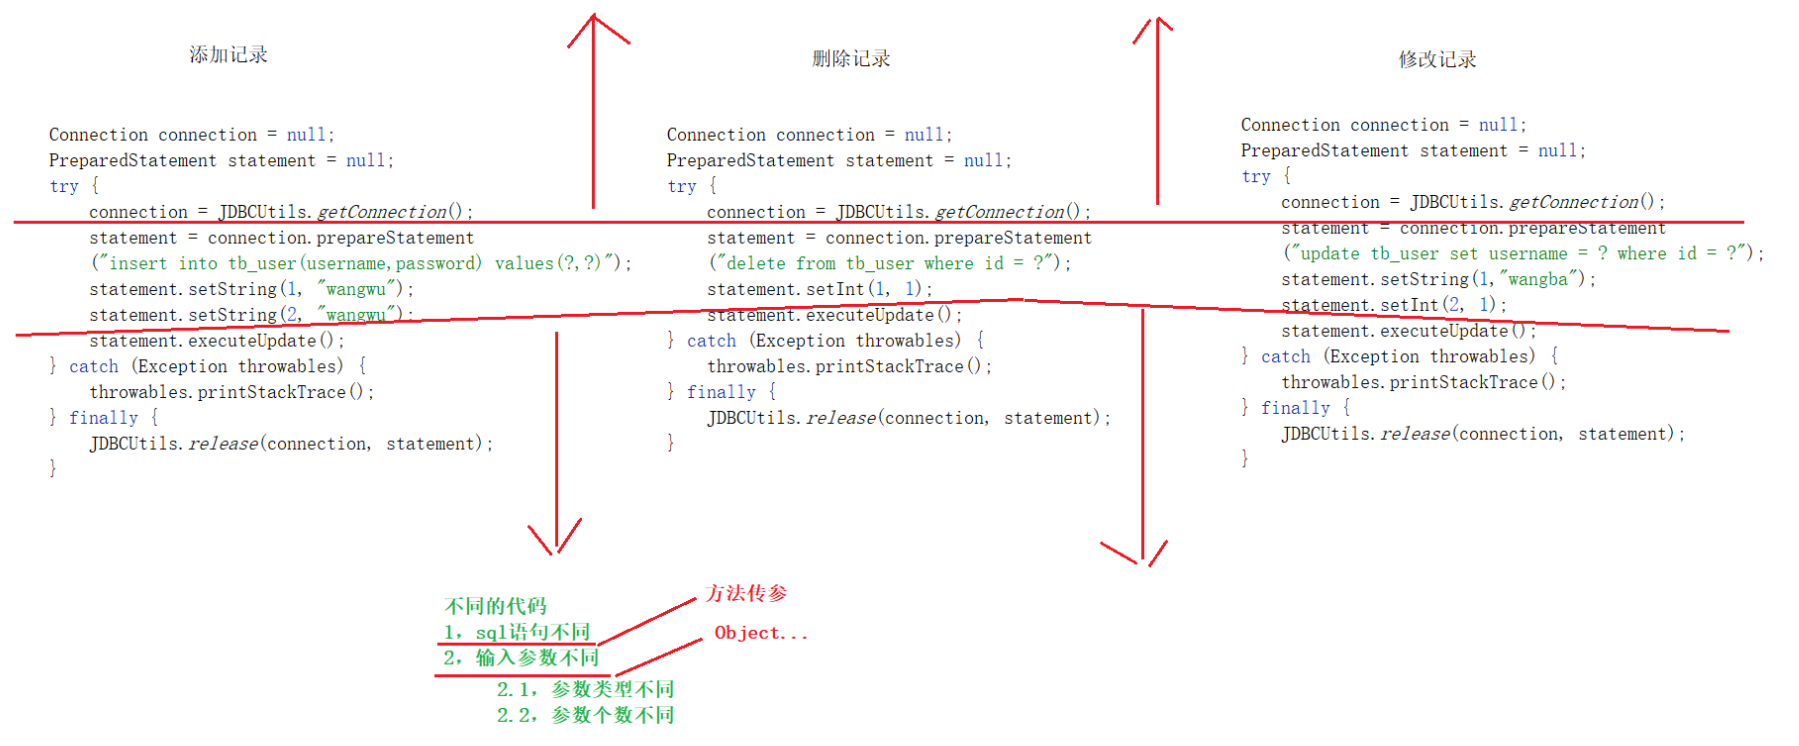 添加记录
Connection connection = null;
PreparedStatement statement = null;
try {
connection = JDBCUtils.getConnection();
statement = connection.prepareStatement
("insert into tb_user(username,password) values(?,?)");
statement.setString(1, "wangwu");
statement.setString(2, "wangwu");
statement.executeUpdate();
} catch (Exception throwables) {
throwables.printStackTrace();
} finally {
JDBCUtils.release(connection, statement);
}
删除记录
Connection connection = null;
PreparedStatement statement = null;
try {
connection = JDBCUtils.getConnection();
statement = connection.prepareStatement
("delete from tb_user where id = ?");
statement.setInt(1, 1);
statement.executeUpdate();
} catch (Exception throwables) {
throwables.printStackTrace();
} finally {
JDBCUtils.release(connection, statement);
}
修改记录
Connection connection = null;
PreparedStatement statement = null;
try {
connection = JDBCUtils.getConnection();
statement = connection.prepareStatement
("update tb_user set username = ? where id = ?");
statement.setString(1,"wangba");
statement.setInt(2, 1);
statement.executeUpdate();
} catch (Exception throwables) {
throwables.printStackTrace();
} finally {
JDBCUtils.release(connection, statement);
}
不同的代码
1，sql语句不同
2，输入参数不同
2.1，参数类型不同
2.2，参数个数不同
方法传参
Object...